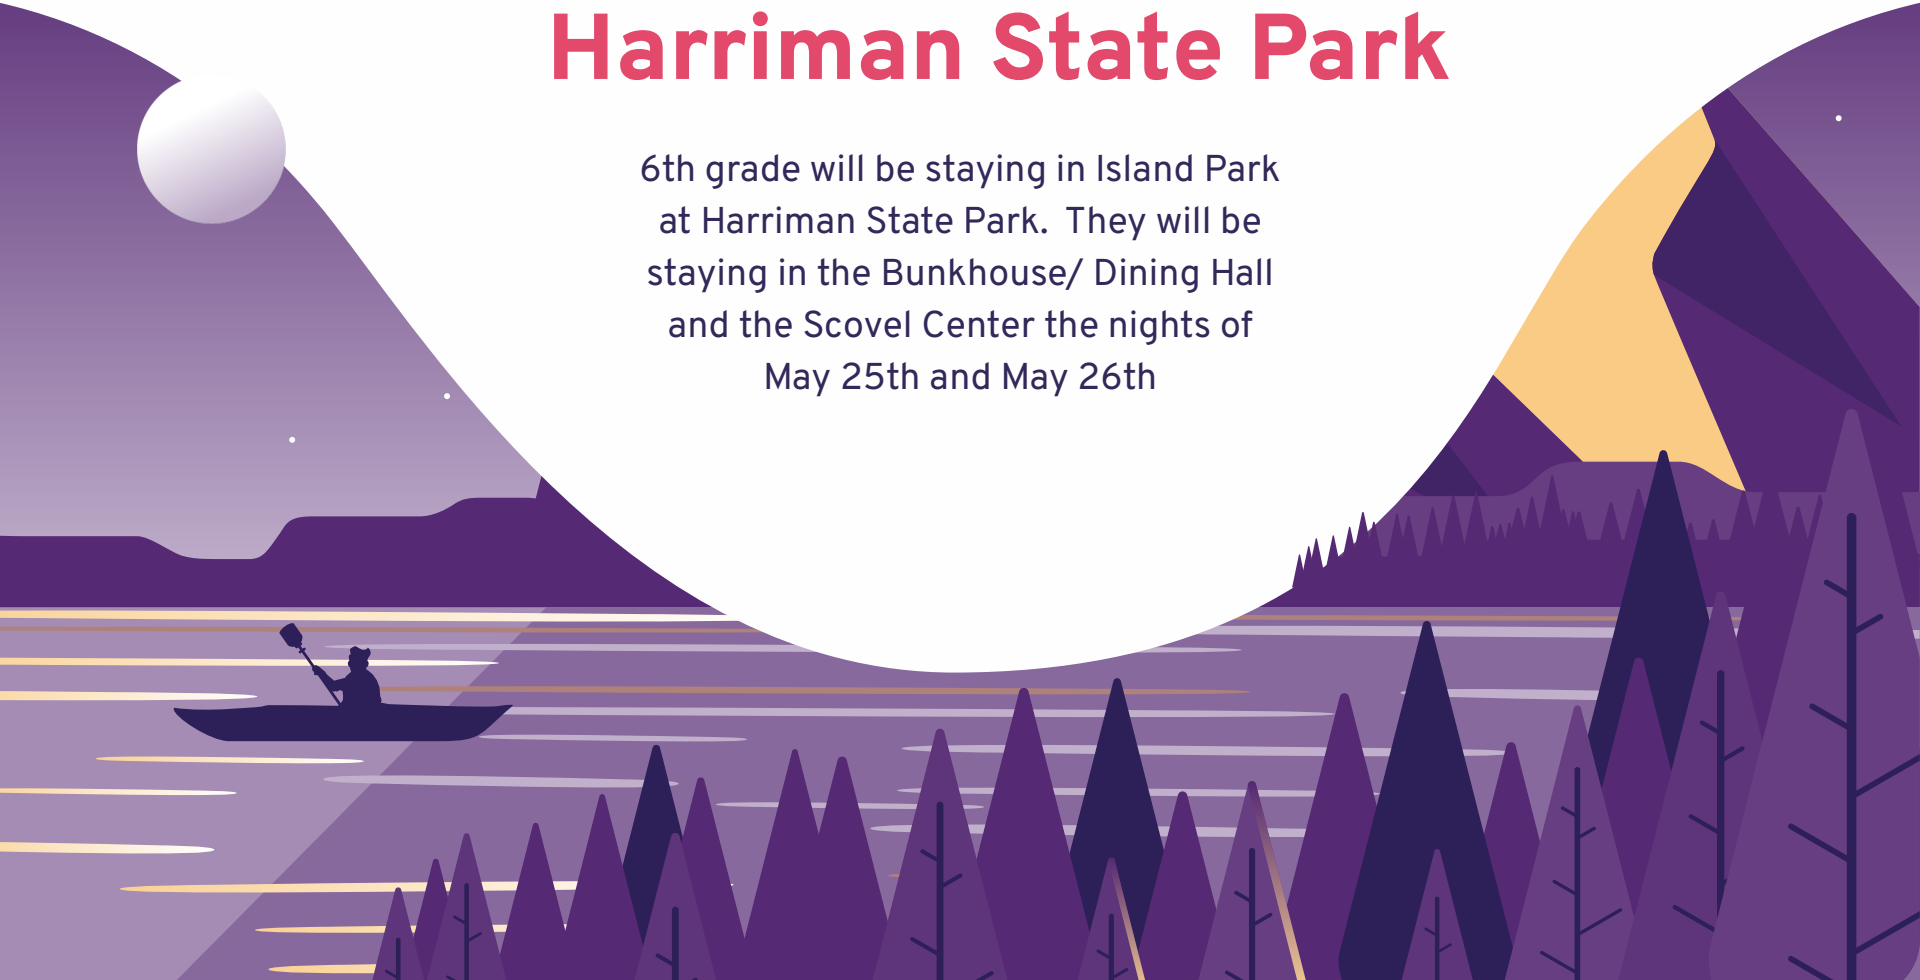 Harriman State Park
6th grade will be staying in Island Park
at Harriman State Park.  They will be
staying in the Bunkhouse/ Dining Hall
and the Scovel Center the nights of
May 25th and May 26th